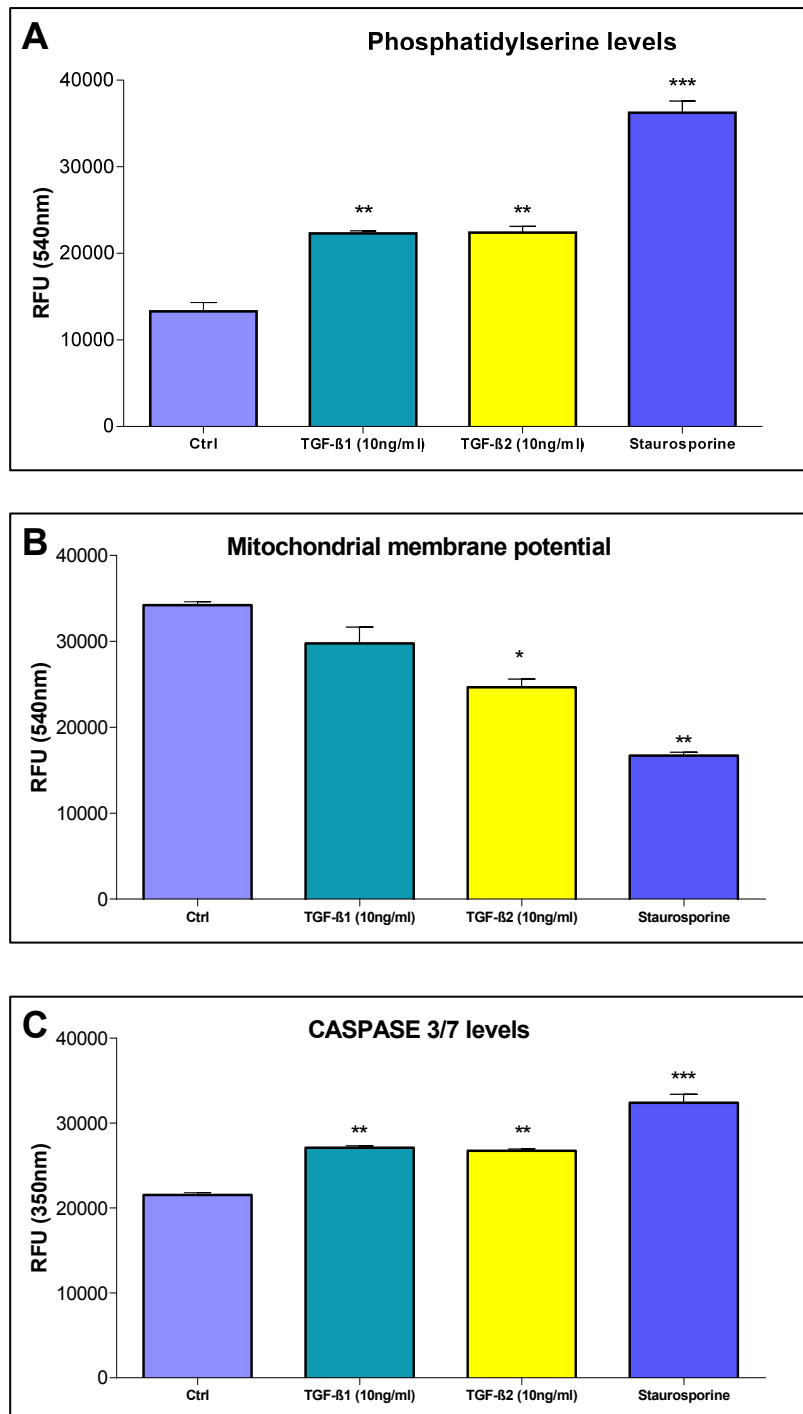 A
Phosphatidylserine levels
RFU (540nm)
40000
30000
20000
10000
0
**
**
***
Ctrl
TGF-ß1 (10ng/ml)
TGF-ß2 (10ng/ml)
Staurosporine
B
Mitochondrial membrane potential
RFU (540nm)
40000
30000
20000
10000
0
*
**
Ctrl
TGF-ß1 (10ng/ml)
TGF-ß2 (10ng/ml)
Staurosporine
C
CASPASE 3/7 levels
RFU (350nm)
40000
30000
20000
10000
0
**
**
***
Ctrl
TGF-ß1 (10ng/ml)
TGF-ß2 (10ng/ml)
Staurosporine